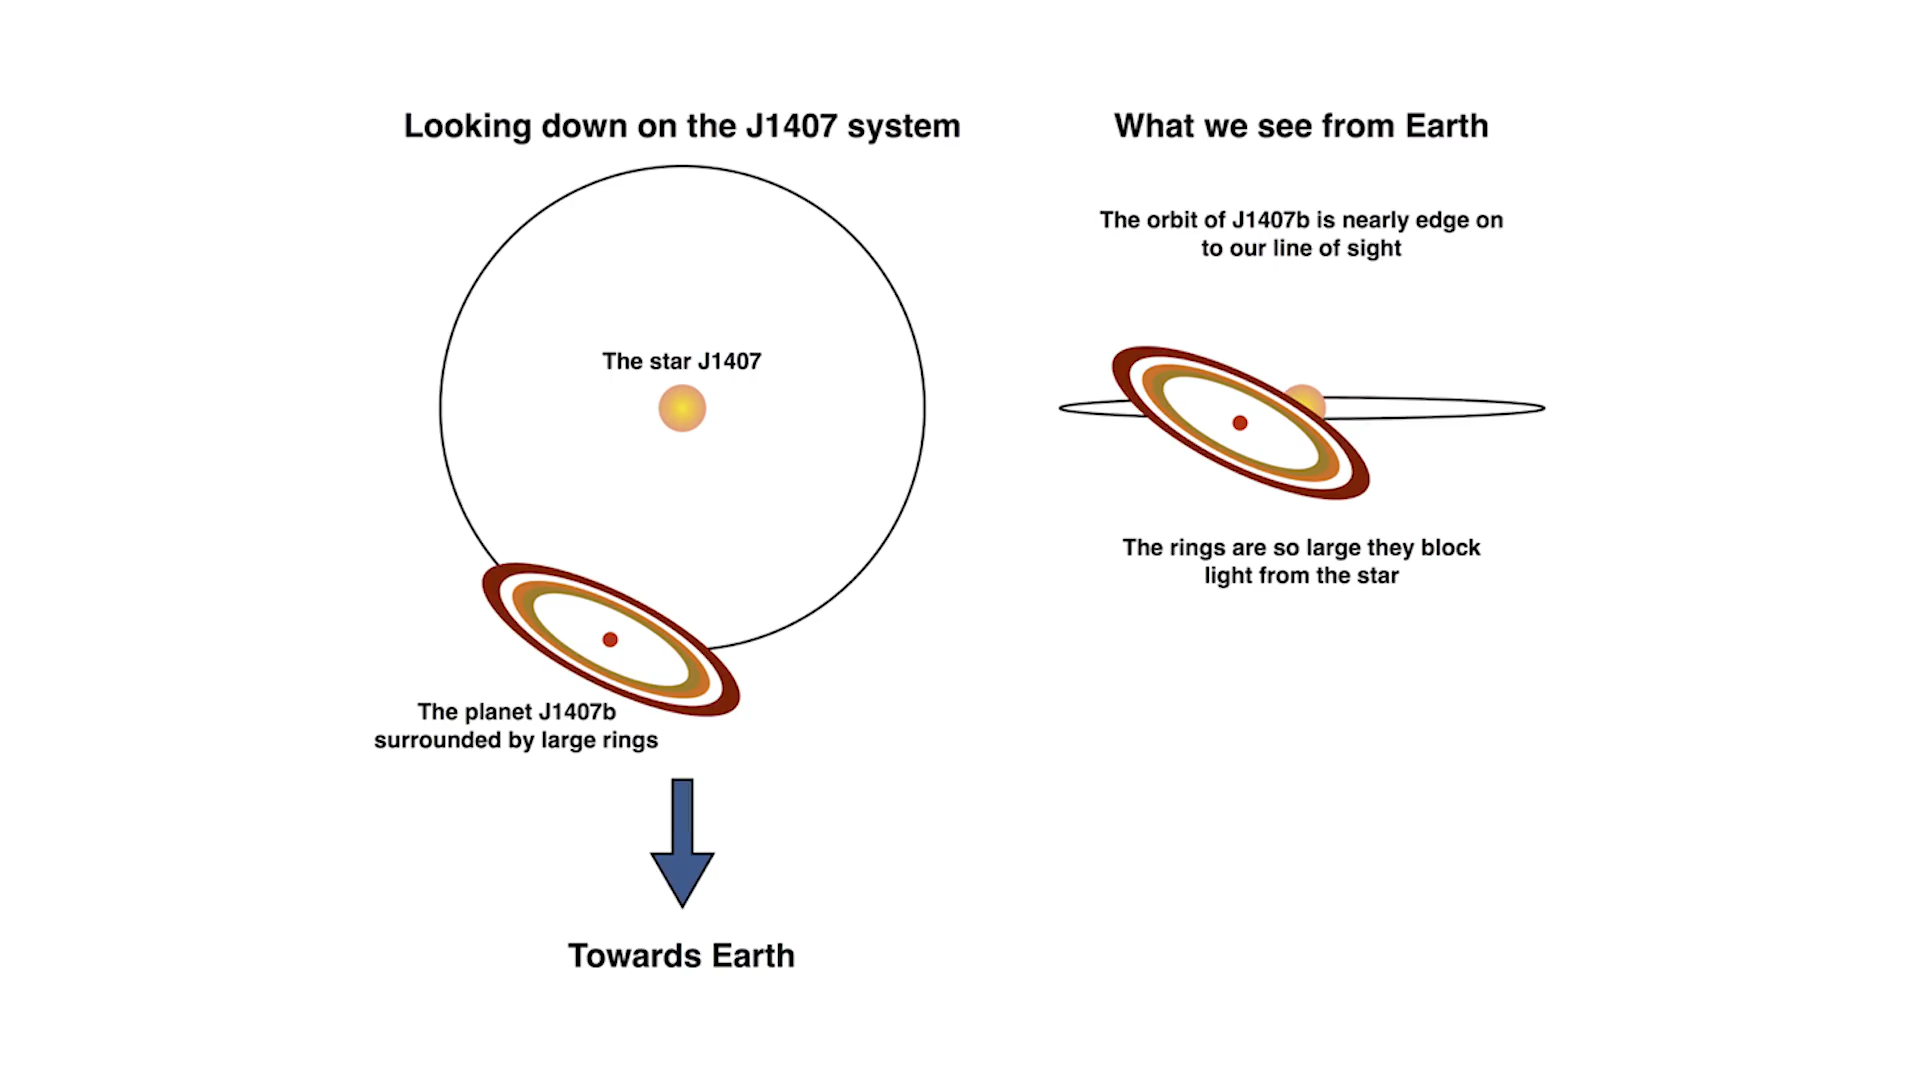 Looking down on the J1407 system
The star J1407
The planet J1407b
surrounded by large rings
Towards Earth
What we see from Earth
The orbit of J1407b is nearly edge on
to our line of sight
The rings are so large they block
light from the star